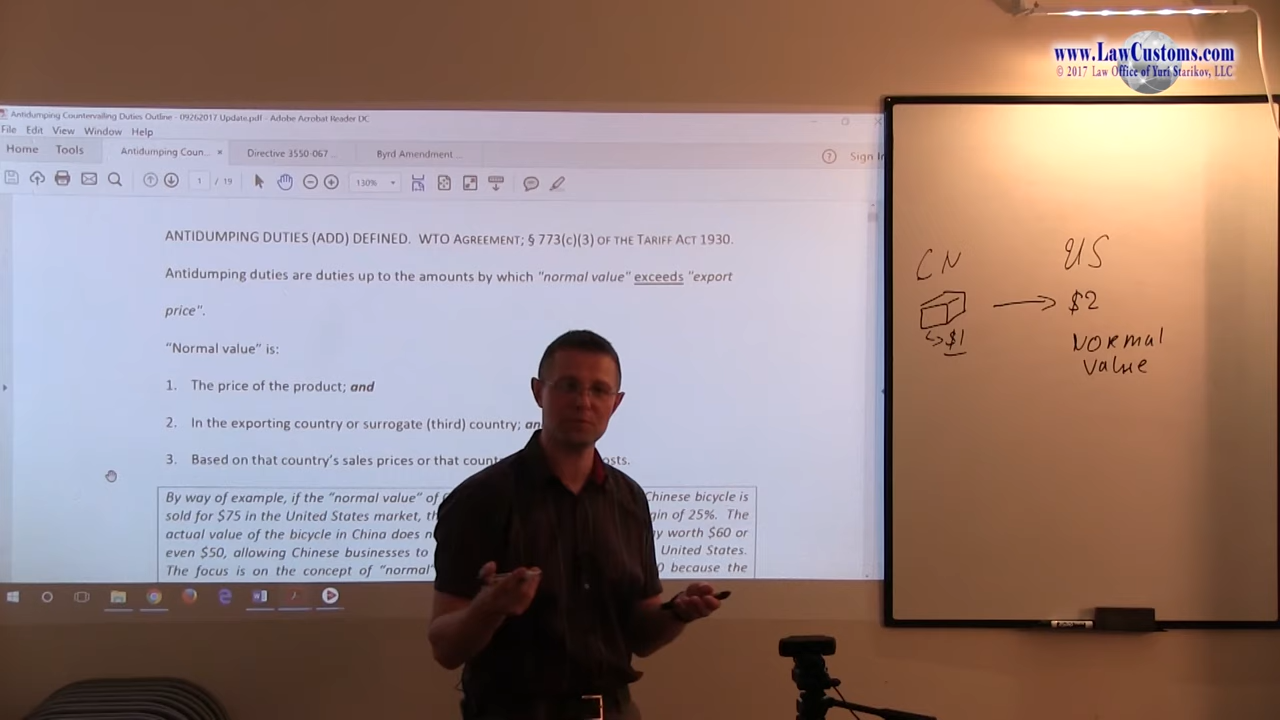 www.LawCustoms.com
© 2017 Law Office of Yuri Starikov, LLC
Antidumping Countervailing Duties Outline - 09262017 Update.pdf - Adobe Acrobat Reader DC
File Edit View Window Help
Home Tools Antidumping Coun... × Directive 3550-067 ... Byrd Amendment ... Sign In
1 / 19 130%
ANTIDUMPING DUTIES (ADD) DEFINED. WTO AGREEMENT; § 773(c)(3) OF THE TARIFF ACT 1930.
Antidumping duties are duties up to the amounts by which "normal value" exceeds "export
price".
"Normal value" is:
1. The price of the product; and
2. In the exporting country or surrogate (third) country;
3. Based on that country's sales prices or that
By way of example, if the "normal value" of Chinese bicycle is
sold for $75 in the United States market, of 25%. The
actual value of the bicycle in China does worth $60 or
even $50, allowing Chinese businesses to United States.
The focus is on the concept of "normal" because the
CN US
$2
$1
Normal
Value